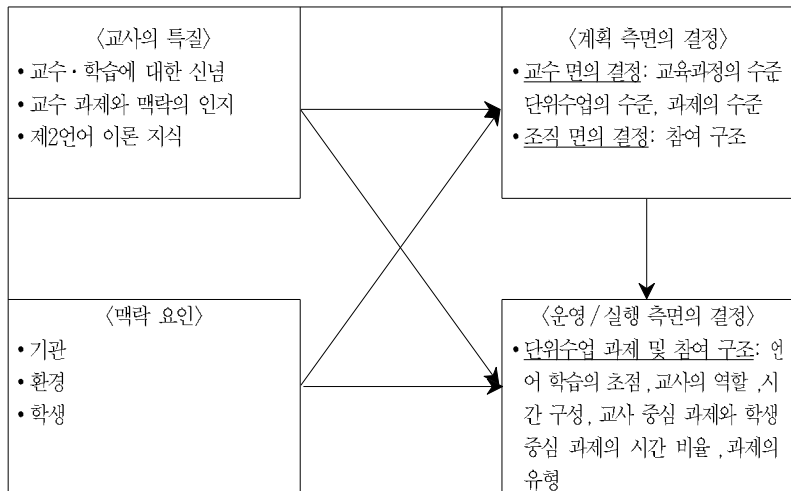 〈교사의 특질〉
• 교수·학습에 대한 신념
• 교수 과제와 맥락의 인지
• 제2언어 이론 지식
〈계획 측면의 결정〉
• 교수 면의 결정: 교육과정의 수준
단위수업의 수준, 과제의 수준
• 조직 면의 결정: 참여 구조
〈맥락 요인〉
• 기관
• 환경
• 학생
〈운영/실행 측면의 결정〉
• 단위수업 과제 및 참여 구조: 언
어 학습의 초점 ,교사의 역할 ,시
간 구성, 교사 중심 과제와 학생
중심 과제의 시간 비율 ,과제의
유형